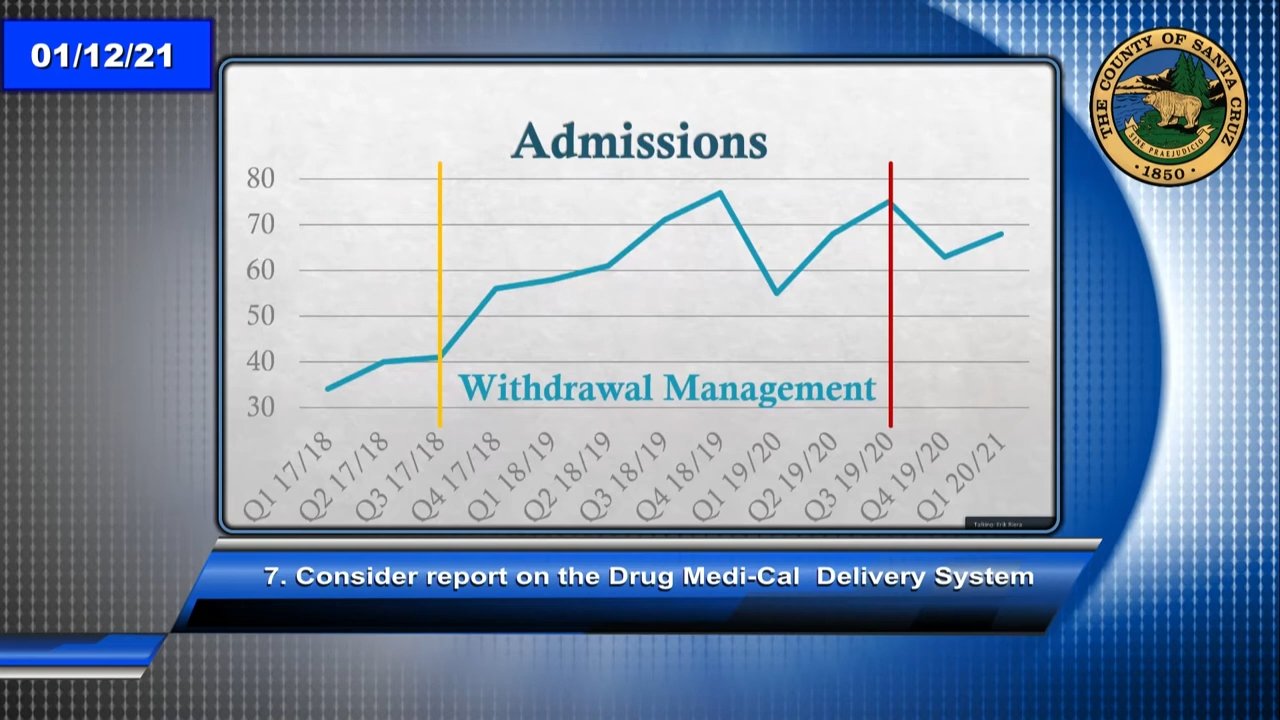 01/12/21
THE COUNTY OF SANTA CRUZ
SINE PRAEJUDICIO
• 1850 •
Admissions
80
70
60
50
40
30
Withdrawal Management
Q1 17/18
Q2 17/18
Q3 17/18
Q4 17/18
Q1 18/19
Q2 18/19
Q3 18/19
Q4 18/19
Q1 19/20
Q2 19/20
Q3 19/20
Q4 19/20
Q1 20/21
Talking: Erik Riera
7. Consider report on the Drug Medi-Cal Delivery System